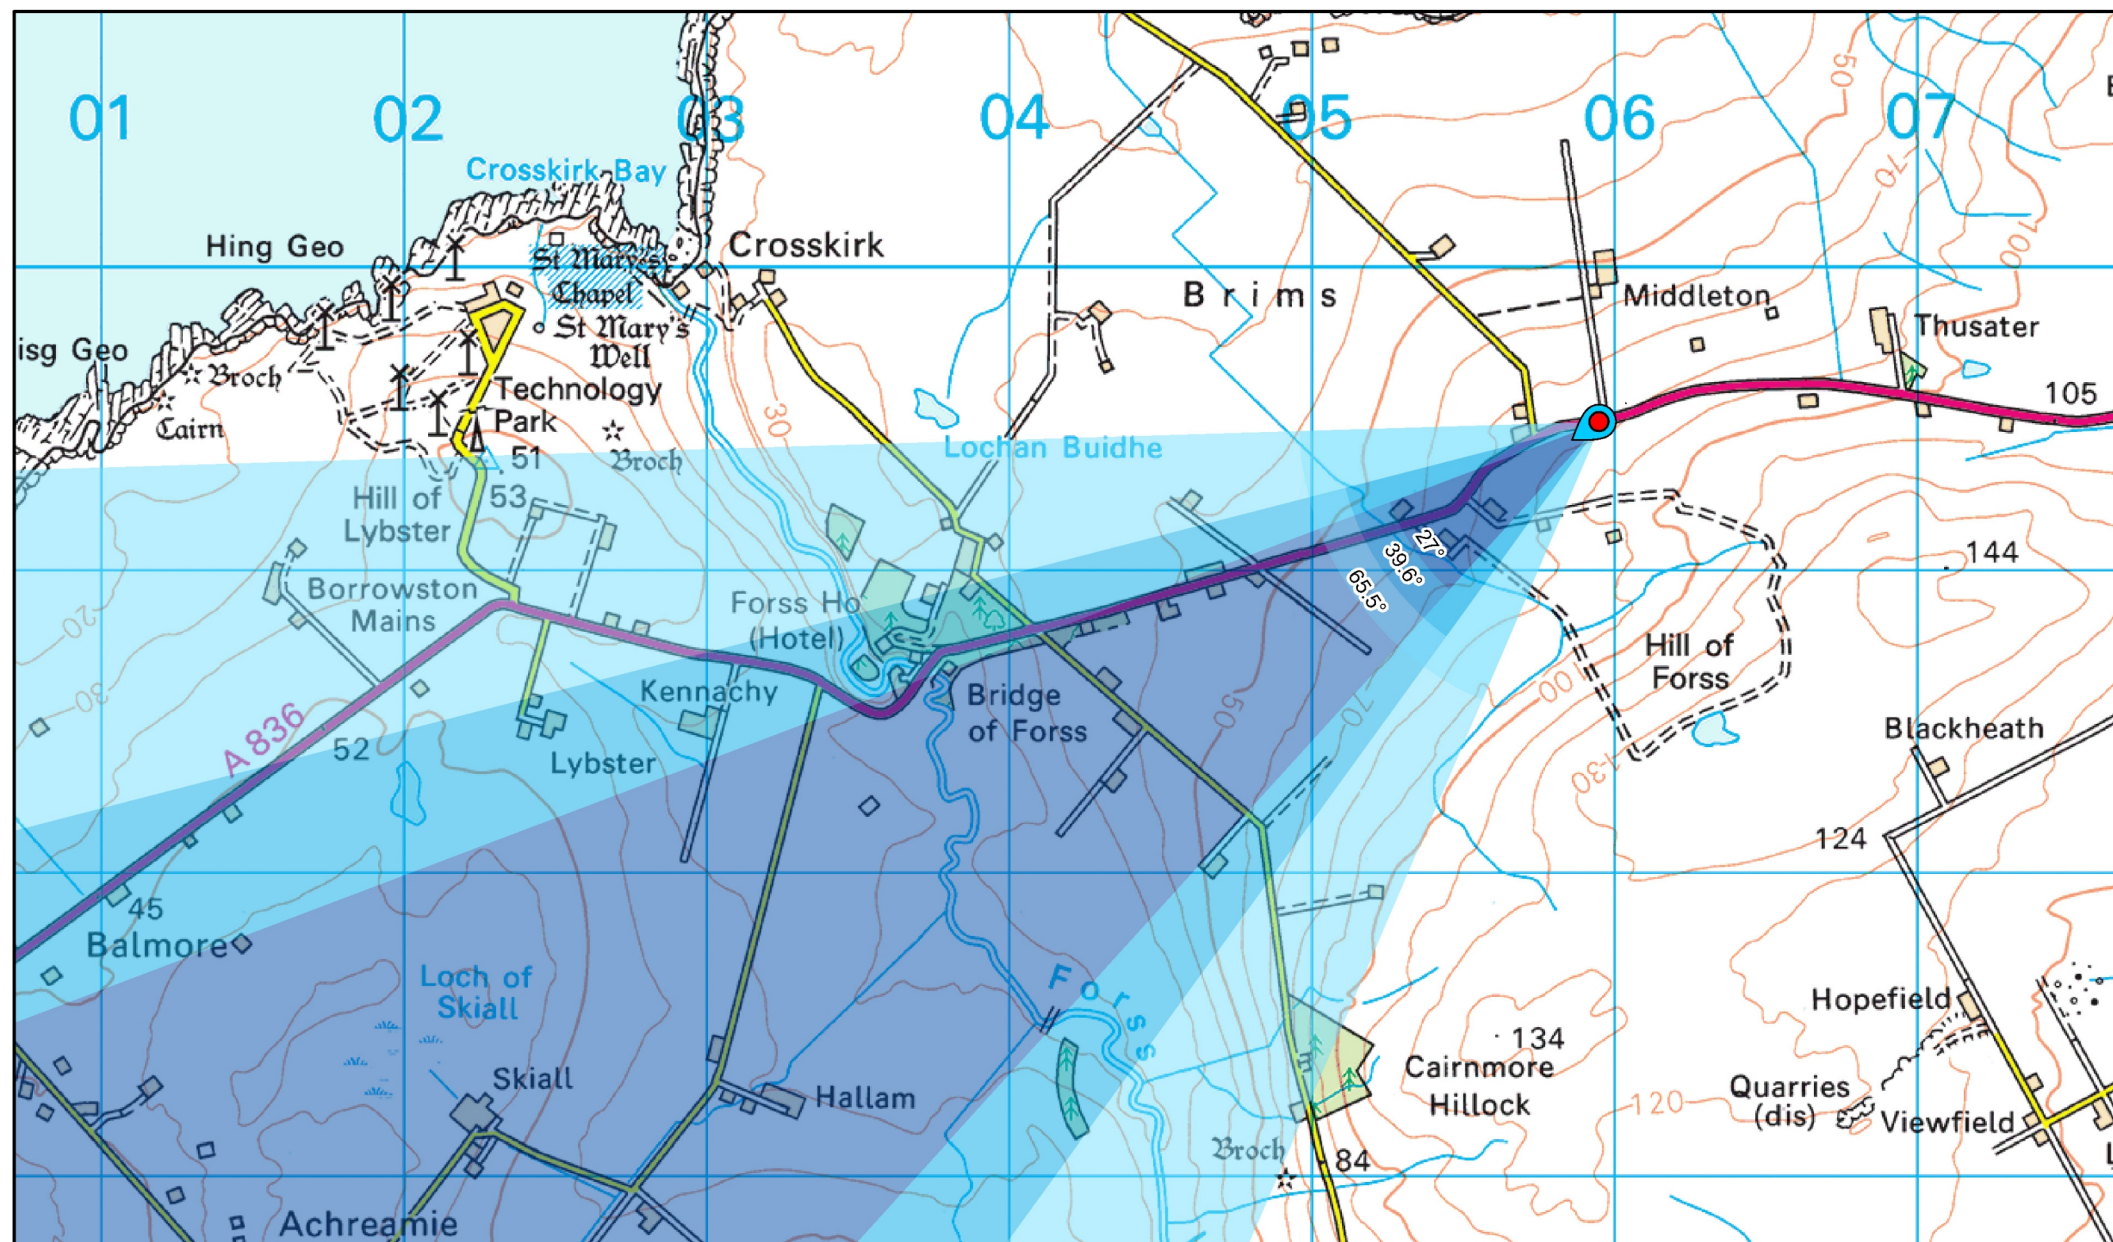 50
01
02
03
04
05
06
07
Crosskirk Bay
70
Hing Geo
Crosskirk
100
St Mary's
Chapel
Brims
Middleton
St Mary's
Well
Thusater
isg Geo
Broch
Technology
Park
105
30
Cairn
Lochan Buidhe
51
Broch
53
Hill of
Lybster
27°
39.6°
65.5°
144
Borrowston
Mains
20
Forss Ho
(Hotel)
Hill of
Forss
30
Kennachy
Bridge
of Forss
50
70
100
A 836
52
Lybster
130
Blackheath
124
45
Balmore
Loch of
Skiall
Forss
Hopefield
134
Cairnmore
Hillock
Skiall
Hallam
120
Quarries
(dis)
Viewfield
Broch
84
Achreamie